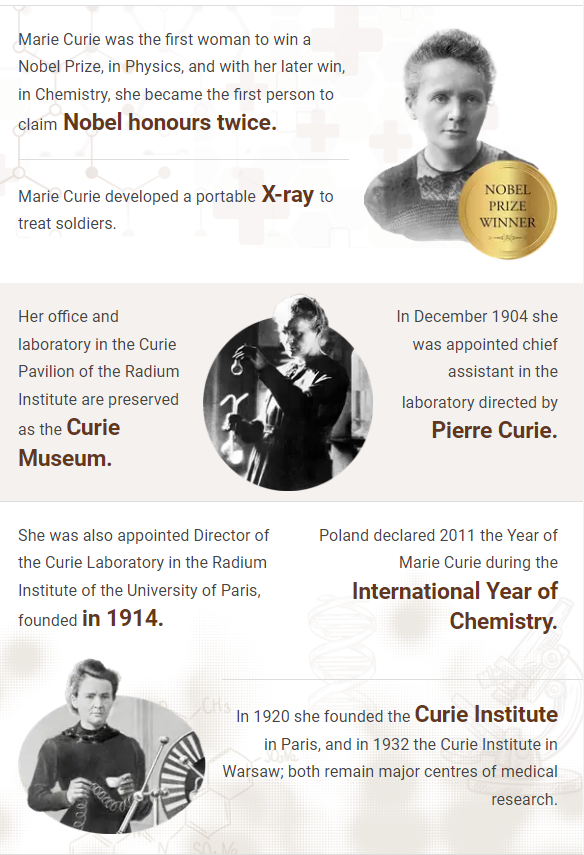 Marie Curie was the first woman to win a
Nobel Prize, in Physics, and with her later win,
in Chemistry, she became the first person to
claim Nobel honours twice.
Marie Curie developed a portable X-ray to
treat soldiers.
NOBEL
PRIZE
WINNER
Her office and
laboratory in the Curie
Pavilion of the Radium
Institute are preserved
as the Curie
Museum.
In December 1904 she
was appointed chief
assistant in the
laboratory directed by
Pierre Curie.
She was also appointed Director of
the Curie Laboratory in the Radium
Institute of the University of Paris,
founded in 1914.
Poland declared 2011 the Year of
Marie Curie during the
International Year of
Chemistry.
In 1920 she founded the Curie Institute
in Paris, and in 1932 the Curie Institute in
Warsaw; both remain major centres of medical
research.
CH₃